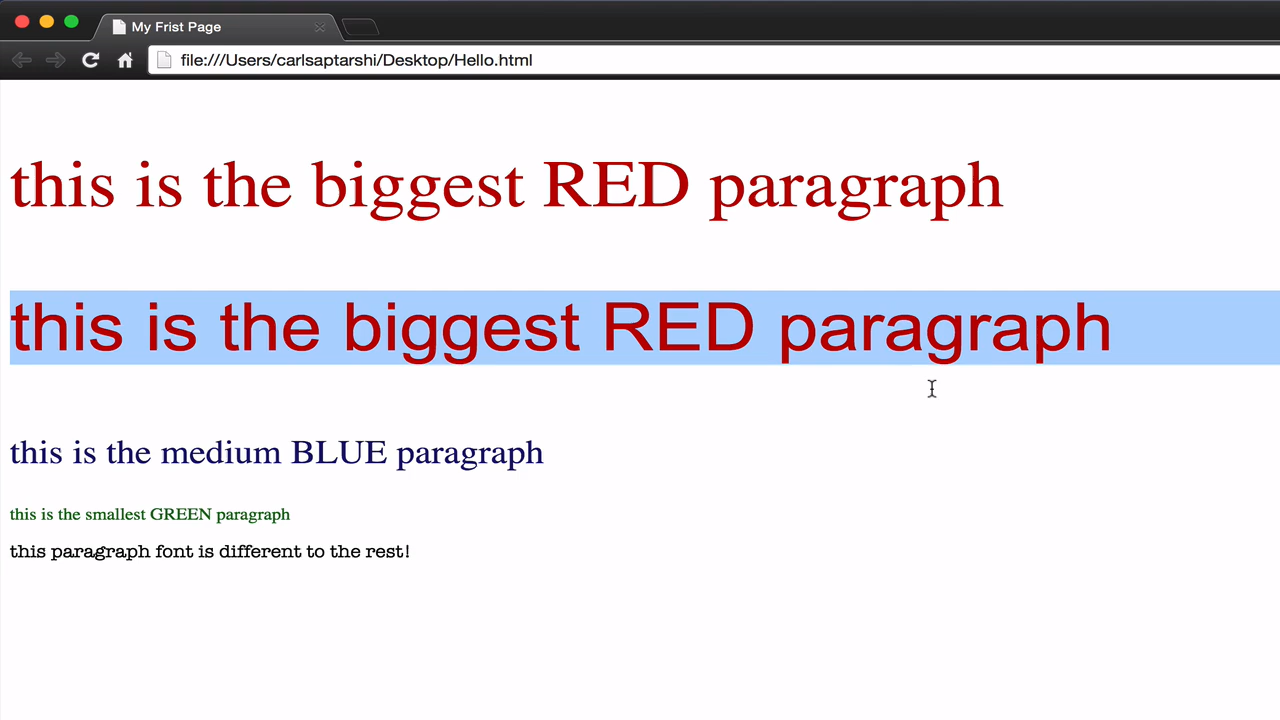 My Frist Page
file:///Users/carlsaptarshi/Desktop/Hello.html
this is the biggest RED paragraph
this is the biggest RED paragraph
this is the medium BLUE paragraph
this is the smallest GREEN paragraph
this paragraph font is different to the rest!